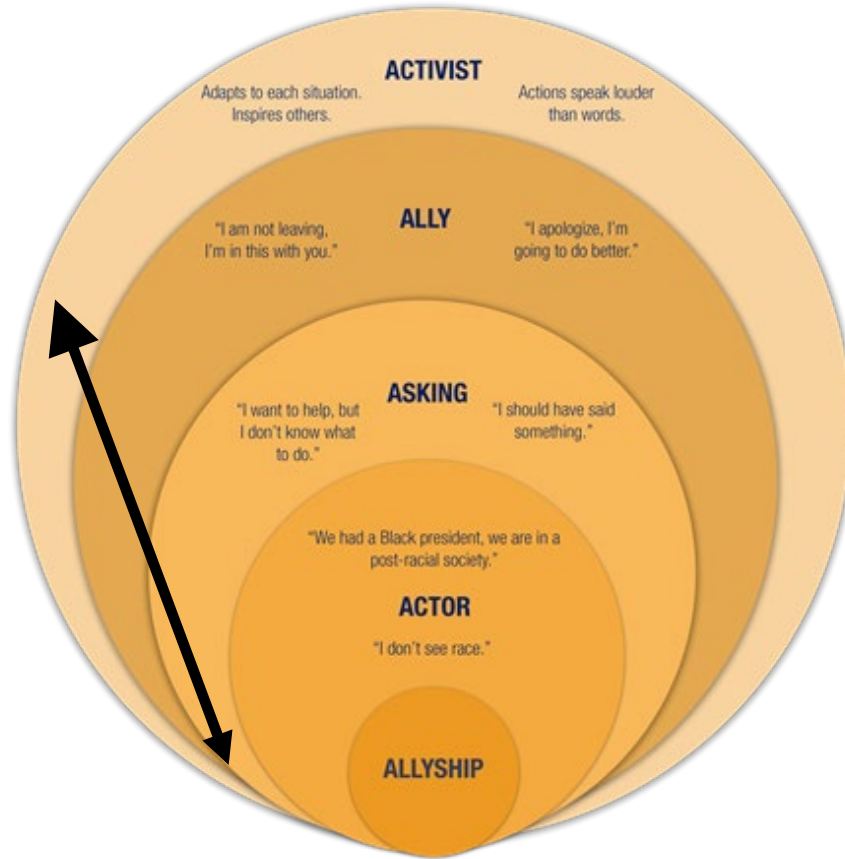 ACTIVIST
Adapts to each situation.
Inspires others.
Actions speak louder
than words.
ALLY
"I am not leaving,
I'm in this with you."
"I apologize, I'm
going to do better."
ASKING
"I want to help, but
I don't know what
to do."
"I should have said
something."
"We had a Black president, we are in a
post-racial society."
ACTOR
"I don't see race."
ALLYSHIP